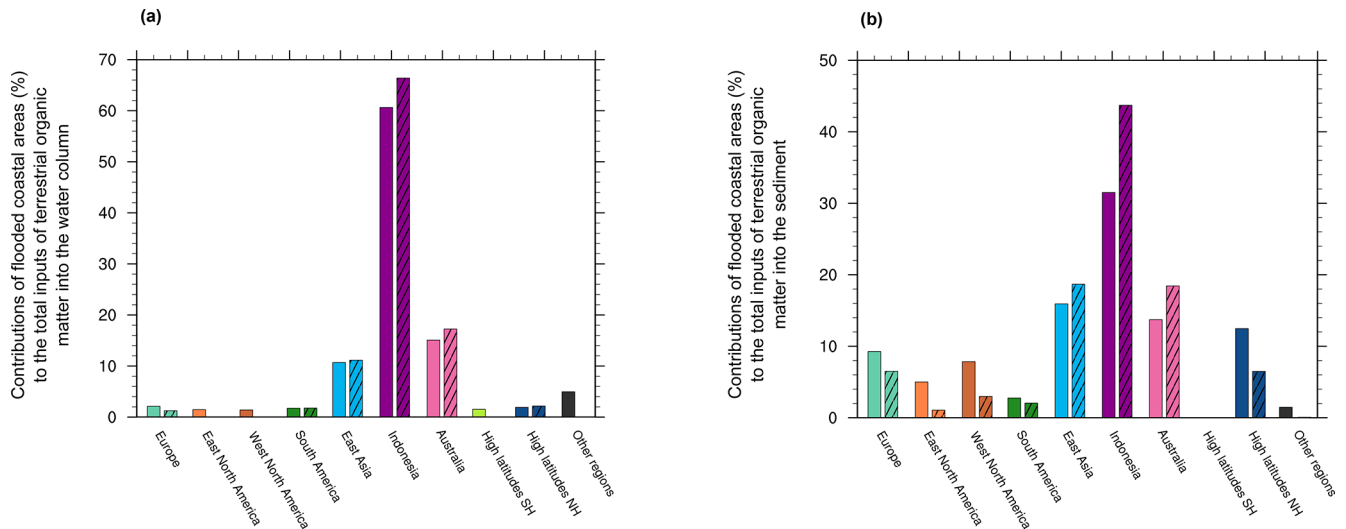 (a)
Contributions of flooded coastal areas (%)
to the total inputs of terrestrial organic
matter into the water column
70
60
50
40
30
20
10
0
Europe
East North America
West North America
South America
East Asia
Indonesia
Australia
High latitudes SH
High latitudes NH
Other regions
(b)
Contributions of flooded coastal areas (%)
to the total inputs of terrestrial organic
matter into the sediment
50
40
30
20
10
0
Europe
East North America
West North America
South America
East Asia
Indonesia
Australia
High latitudes SH
High latitudes NH
Other regions